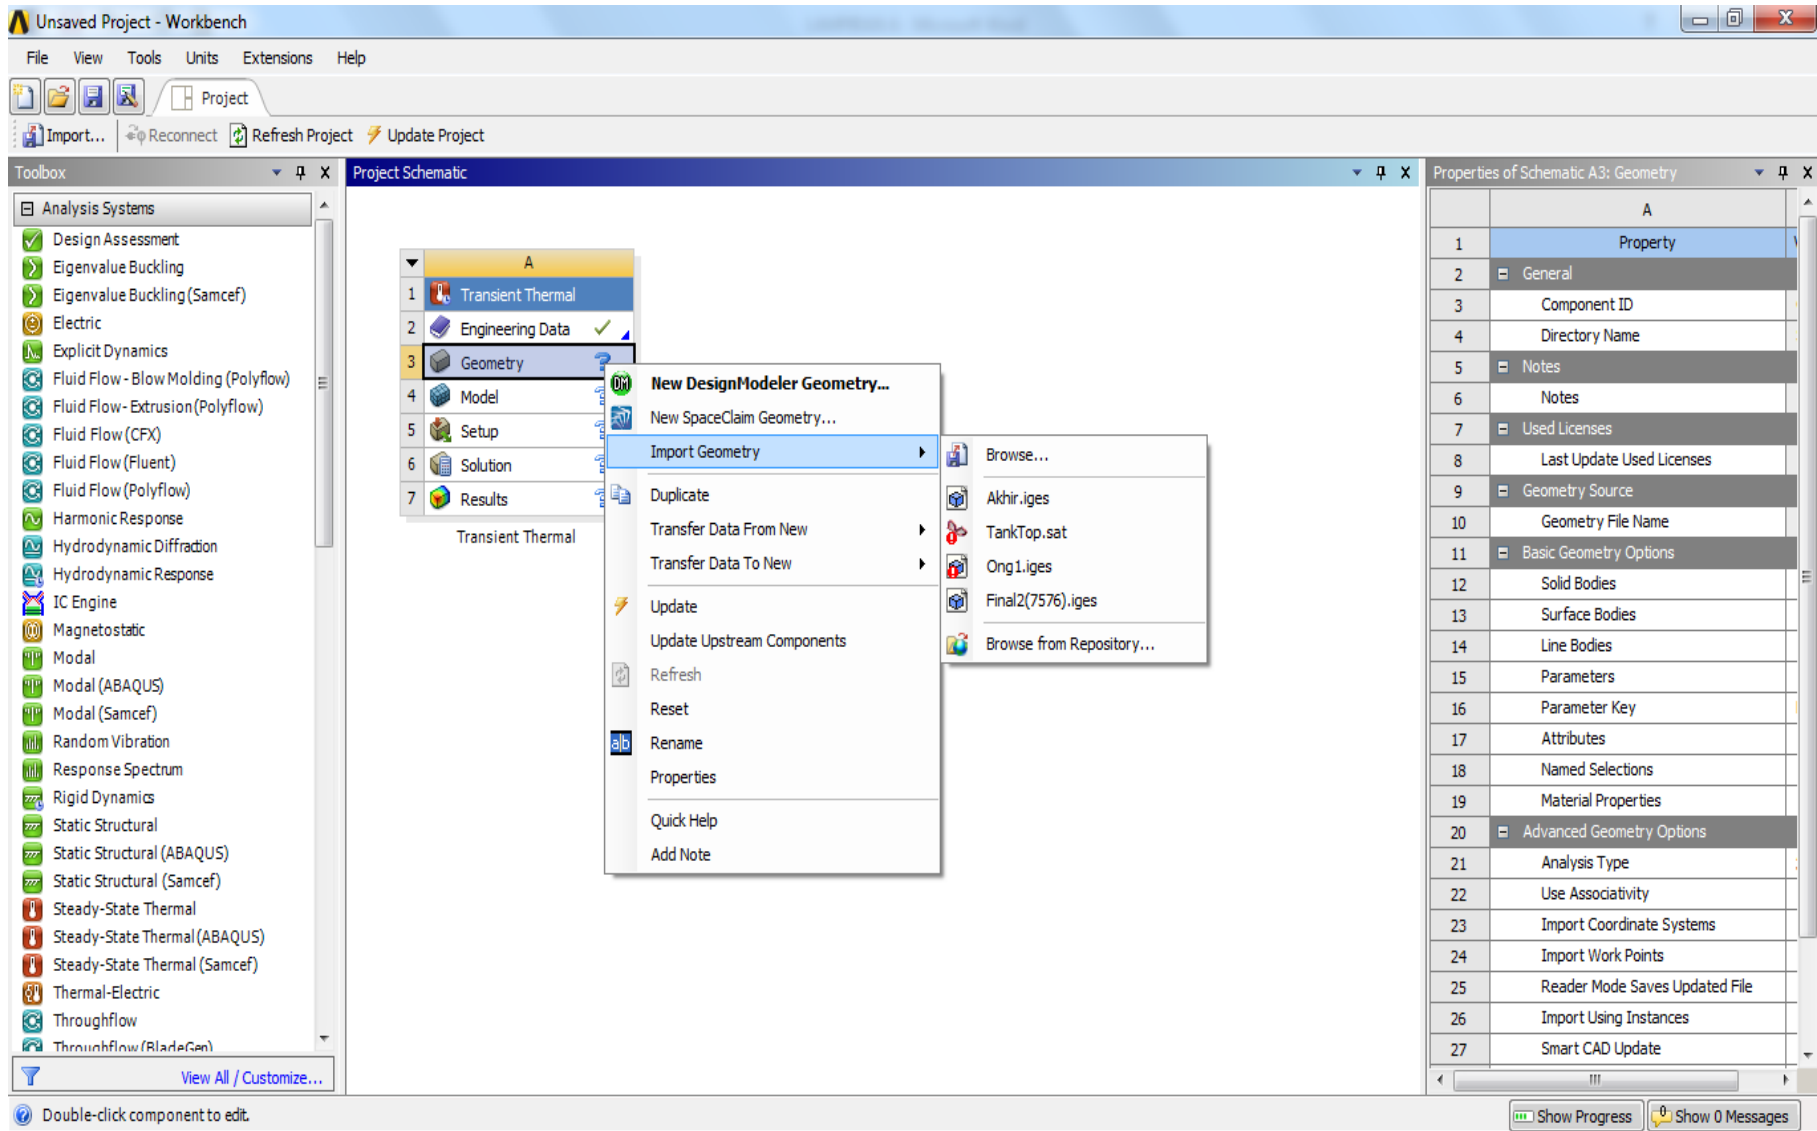 Unsaved Project - Workbench
File View Tools Units Extensions Help
Project
Import... Reconnect Refresh Project Update Project
Toolbox
Analysis Systems
Design Assessment
Eigenvalue Buckling
Eigenvalue Buckling (Samcef)
Electric
Explicit Dynamics
Fluid Flow - Blow Molding (Polyflow)
Fluid Flow - Extrusion (Polyflow)
Fluid Flow (CFX)
Fluid Flow (Fluent)
Fluid Flow (Polyflow)
Harmonic Response
Hydrodynamic Diffraction
Hydrodynamic Response
IC Engine
Magnetostatic
Modal
Modal (ABAQUS)
Modal (Samcef)
Random Vibration
Response Spectrum
Rigid Dynamics
Static Structural
Static Structural (ABAQUS)
Static Structural (Samcef)
Steady-State Thermal
Steady-State Thermal (ABAQUS)
Steady-State Thermal (Samcef)
Thermal-Electric
Throughflow
Throughflow (BladeGen)
View All / Customize...
Project Schematic
A
1 Transient Thermal
2 Engineering Data
3 Geometry
4 Model
5 Setup
6 Solution
7 Results
Transient Thermal
DM New DesignModeler Geometry...
New SpaceClaim Geometry...
Import Geometry
Duplicate
Transfer Data From New
Transfer Data To New
Update
Update Upstream Components
Refresh
Reset
a|b Rename
Properties
Quick Help
Add Note
Browse...
Akhir.iges
TankTop.sat
Ong1.iges
Final2(7576).iges
Browse from Repository...
Properties of Schematic A3: Geometry
A
1 Property
2 General
3 Component ID
4 Directory Name
5 Notes
6 Notes
7 Used Licenses
8 Last Update Used Licenses
9 Geometry Source
10 Geometry File Name
11 Basic Geometry Options
12 Solid Bodies
13 Surface Bodies
14 Line Bodies
15 Parameters
16 Parameter Key
17 Attributes
18 Named Selections
19 Material Properties
20 Advanced Geometry Options
21 Analysis Type
22 Use Associativity
23 Import Coordinate Systems
24 Import Work Points
25 Reader Mode Saves Updated File
26 Import Using Instances
27 Smart CAD Update
Double-click component to edit.
Show Progress
0 Show 0 Messages